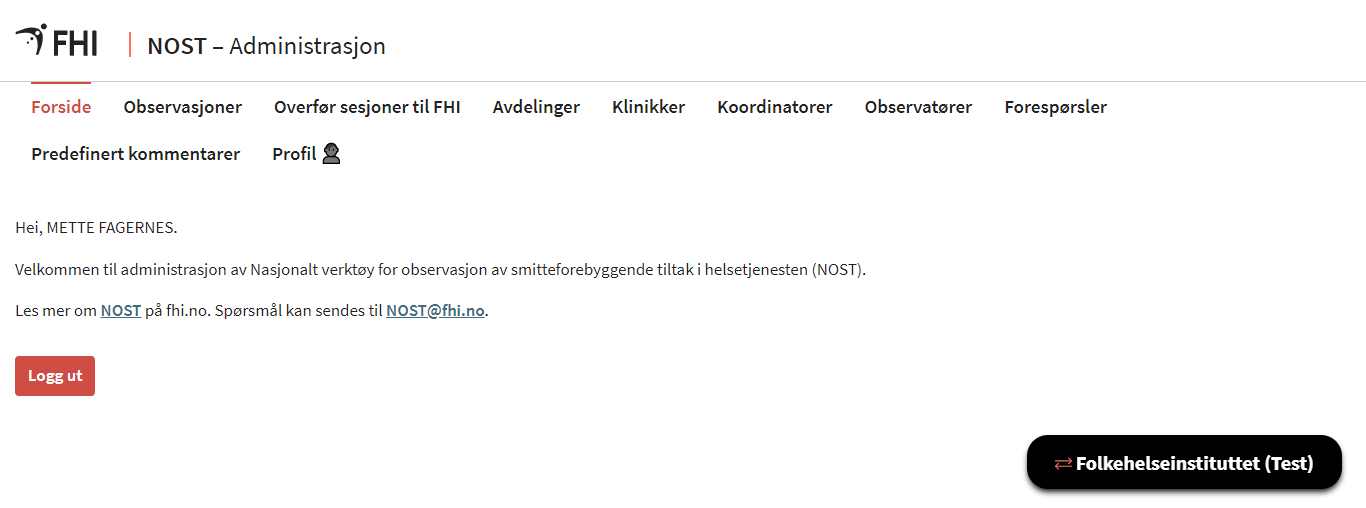 FHI NOST – Administrasjon
Forside Observasjoner Overfør sesjoner til FHI Avdelinger Klinikker Koordinatorer Observatører Forespørsler
Predefinert kommentarer Profil
Hei, METTE FAGERNES.
Velkommen til administrasjon av Nasjonalt verktøy for observasjon av smitteforebyggende tiltak i helsetjenesten (NOST).
Les mer om NOST på fhi.no. Spørsmål kan sendes til NOST@fhi.no.
Logg ut
Folkehelseinstituttet (Test)